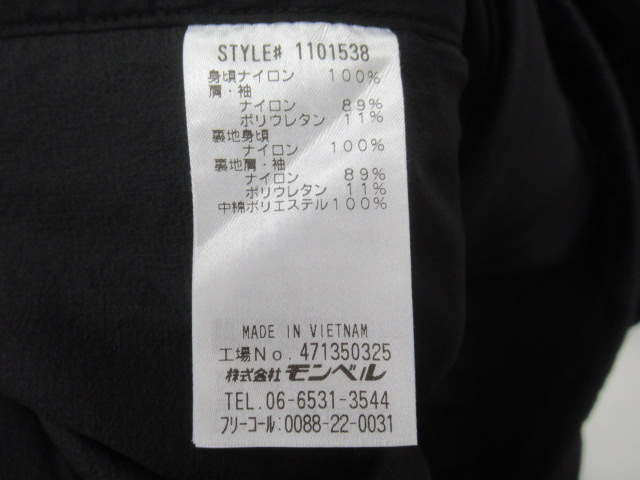 STYLE# 1101538
身頃ナイロン 100%
肩・袖
ナイロン 89%
ポリウレタン 11%
裏地身頃
ナイロン 100%
裏地肩・袖
ナイロン 89%
ポリウレタン 11%
中綿ポリエステル100%
MADE IN VIETNAM
工場No. 471350325
株式会社 モンベル
TEL. 06-6531-3544
フリーコール: 0088-22-0031